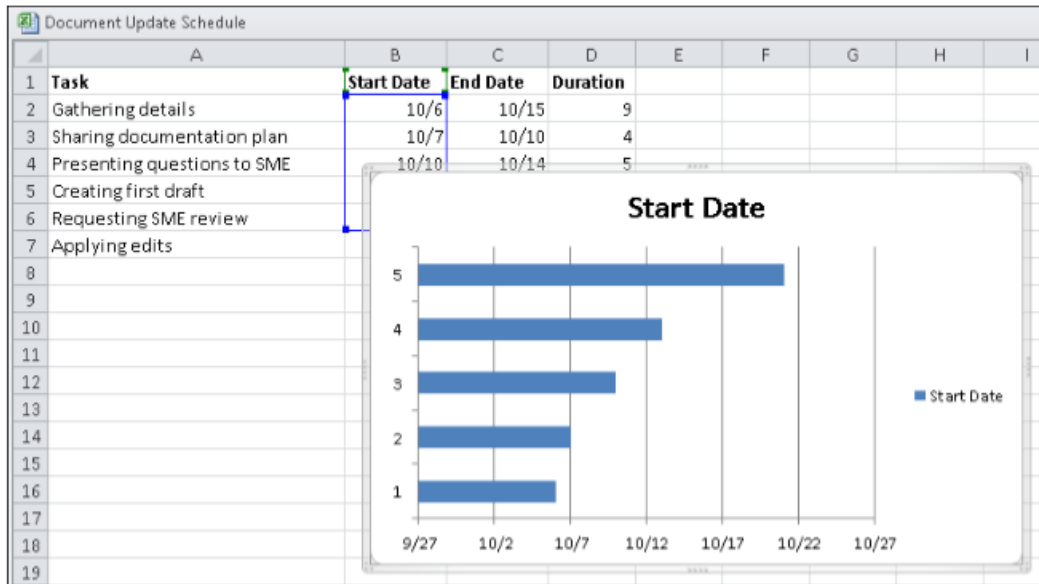 Document Update Schedule
A B C D E F G H I
1 Task Start Date End Date Duration
2 Gathering details 10/6 10/15 9
3 Sharing documentation plan 10/7 10/10 4
4 Presenting questions to SME 10/10 10/14 5
5 Creating first draft
6 Requesting SME review
7 Applying edits
8
9
10
11
12
13
14
15
16
17
18
19
Start Date
5
4
3
2
1
Start Date
9/27 10/2 10/7 10/12 10/17 10/22 10/27